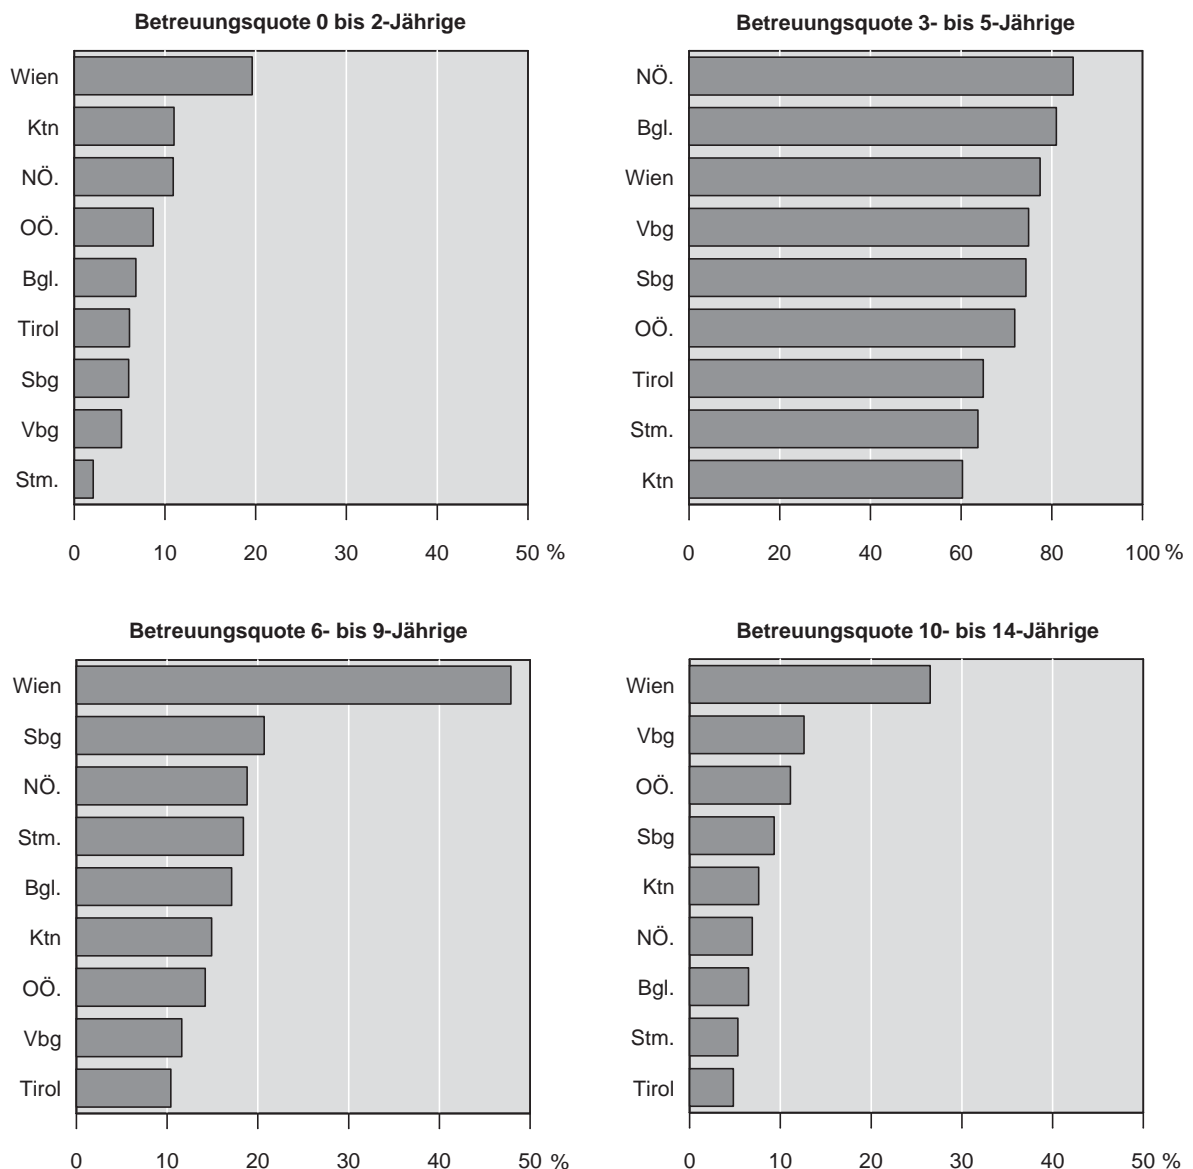 Betreuungsquote 0 bis 2-Jährige
Wien
Ktn
NÖ.
OÖ.
Bgl.
Tirol
Sbg
Vbg
Stm.
0 10 20 30 40 50 %
Betreuungsquote 3- bis 5-Jährige
NÖ.
Bgl.
Wien
Vbg
Sbg
OÖ.
Tirol
Stm.
Ktn
0 20 40 60 80 100 %
Betreuungsquote 6- bis 9-Jährige
Wien
Sbg
NÖ.
Stm.
Bgl.
Ktn
OÖ.
Vbg
Tirol
0 10 20 30 40 50 %
Betreuungsquote 10- bis 14-Jährige
Wien
Vbg
OÖ.
Sbg
Ktn
NÖ.
Bgl.
Stm.
Tirol
0 10 20 30 40 50 %